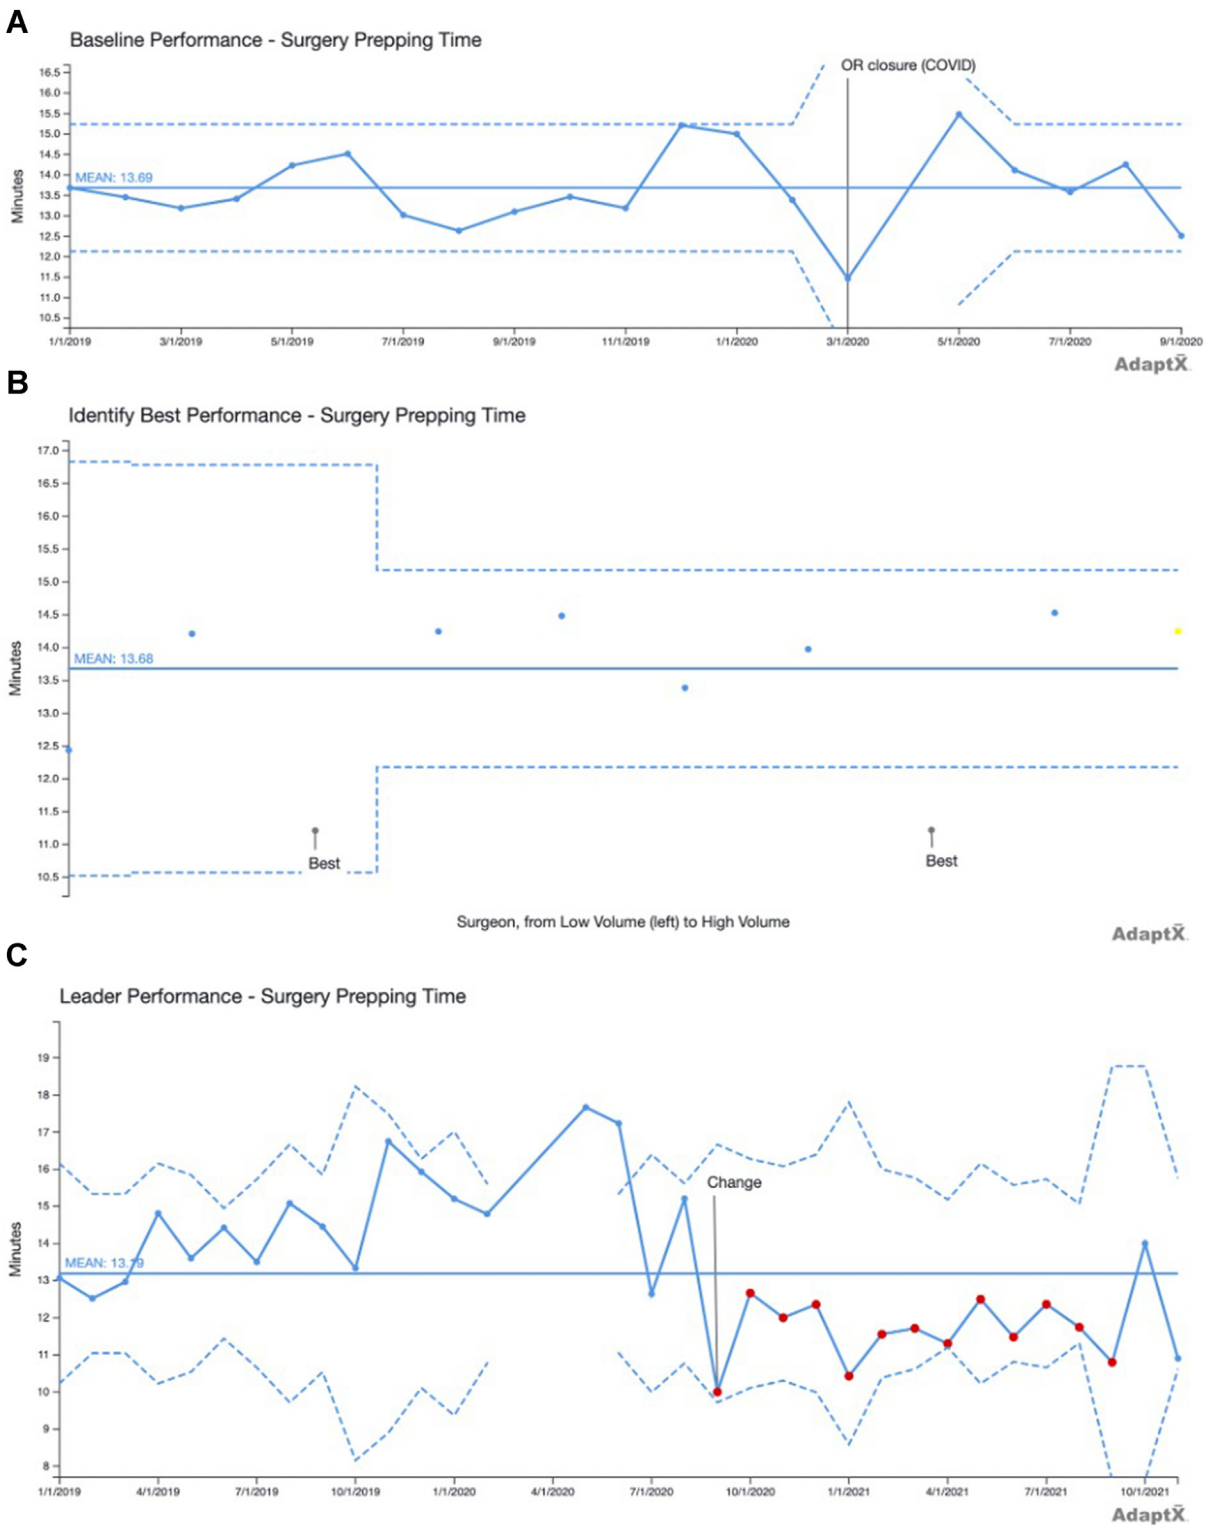 A
Baseline Performance - Surgery Prepping Time
OR closure (COVID)
16.5
16.0
15.5
15.0
14.5
14.0
13.5
13.0
12.5
12.0
11.5
11.0
10.5
Minutes
MEAN: 13.69
1/1/2019 3/1/2019 5/1/2019 7/1/2019 9/1/2019 11/1/2019 1/1/2020 3/1/2020 5/1/2020 7/1/2020 9/1/2020
AdaptX̄.
B
Identify Best Performance - Surgery Prepping Time
17.0
16.5
16.0
15.5
15.0
14.5
14.0
13.5
13.0
12.5
12.0
11.5
11.0
10.5
Minutes
MEAN: 13.68
Best
Best
Surgeon, from Low Volume (left) to High Volume
AdaptX̄.
C
Leader Performance - Surgery Prepping Time
19
18
17
16
15
14
13
12
11
10
9
8
Minutes
Change
MEAN: 13.19
1/1/2019 4/1/2019 7/1/2019 10/1/2019 1/1/2020 4/1/2020 7/1/2020 10/1/2020 1/1/2021 4/1/2021 7/1/2021 10/1/2021
AdaptX̄.